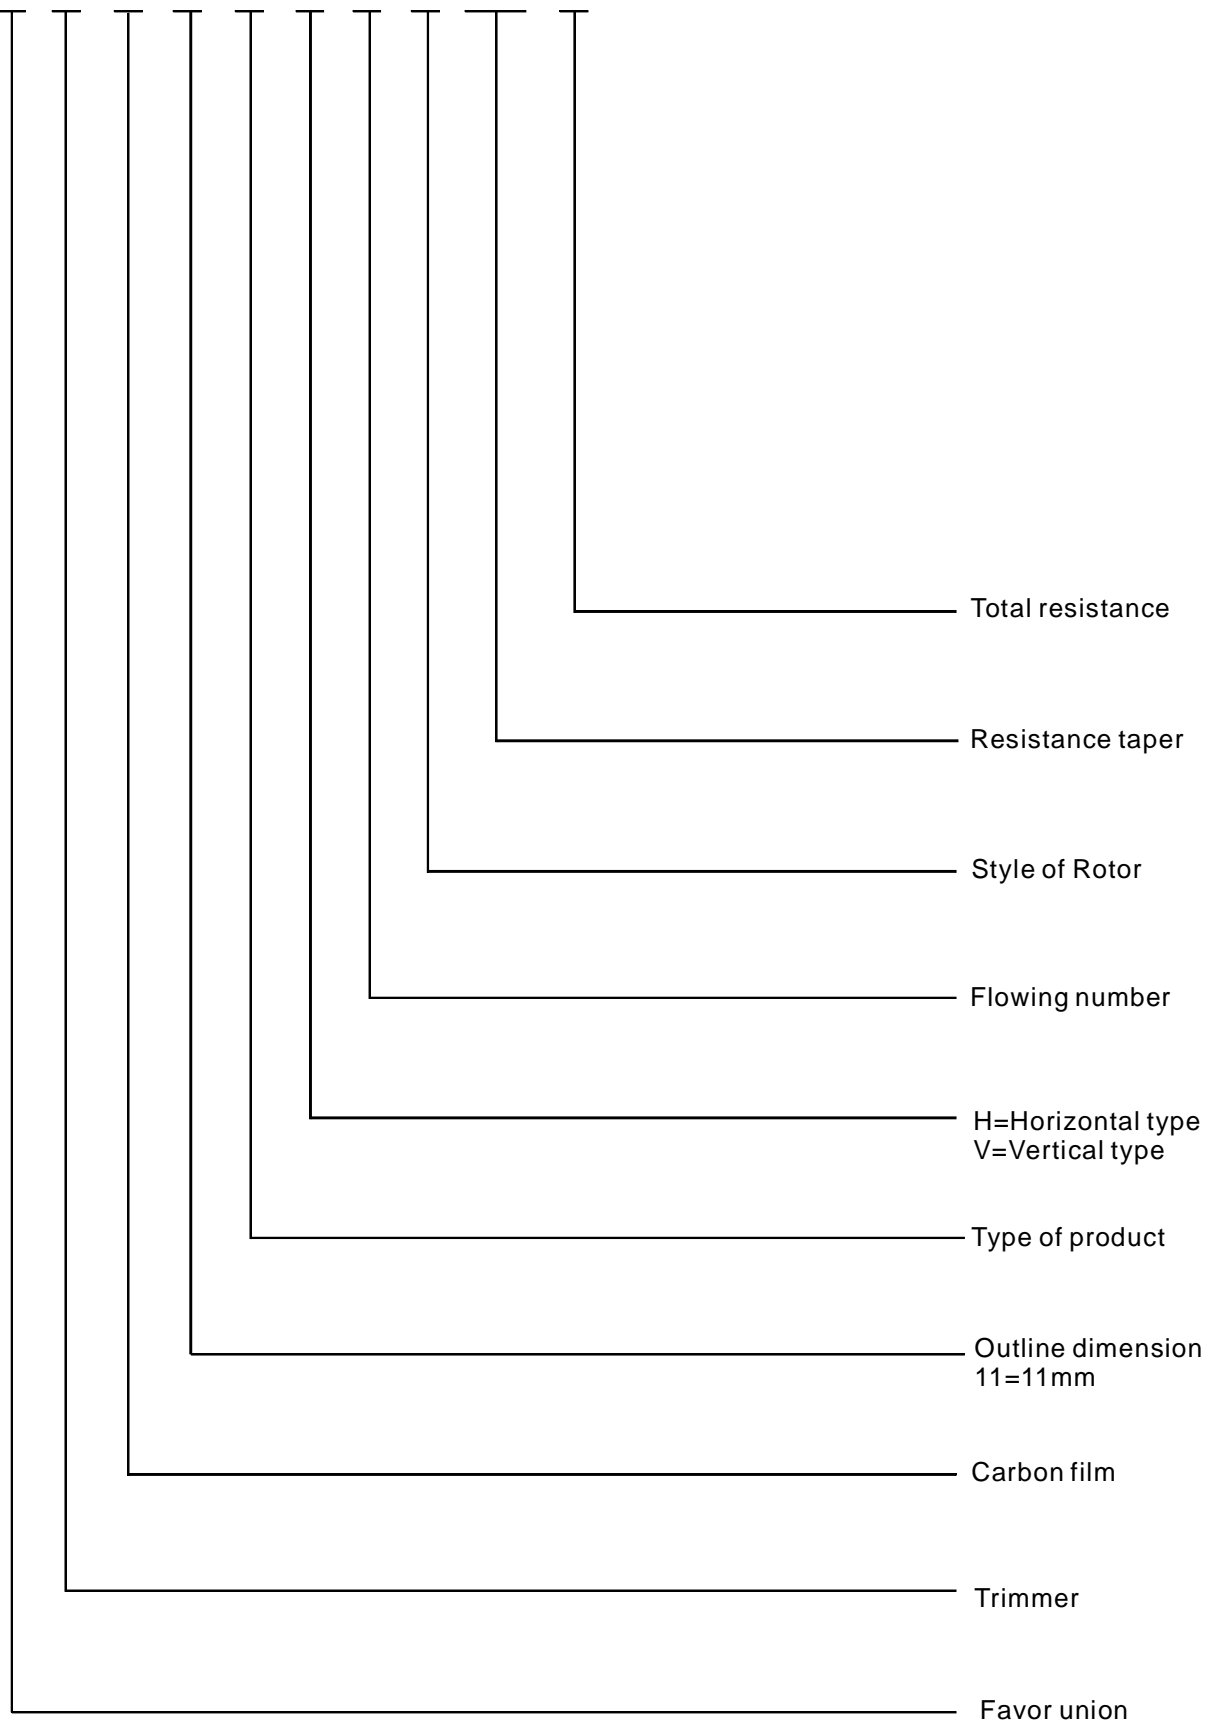 Total resistance
Resistance taper
Style of Rotor
Flowing number
H=Horizontal type
V=Vertical type
Type of product
Outline dimension
11=11mm
Carbon film
Trimmer
Favor union